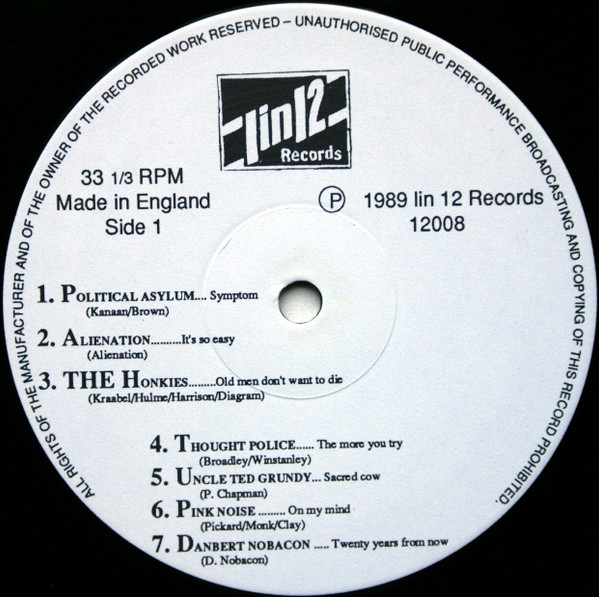 ALL RIGHTS OF THE MANUFACTURER AND OF THE OWNER OF THE RECORDED WORK RESERVED – UNAUTHORISED PUBLIC PERFORMANCE BROADCASTING AND COPYING OF THIS RECORD PROHIBITED.
1in12
Records
33 1/3 RPM
Made in England
Side 1
Ⓟ 1989 Iin 12 Records
12008
1. POLITICAL ASYLUM.... Symptom
(Kanaan/Brown)
2. ALIENATION..........It's so easy
(Alienation)
3. THE HONKIES.........Old men don't want to die
(Kraabel/Hulme/Harrison/Diagram)
4. THOUGHT POLICE...... The more you try
(Broadley/Winstanley)
5. UNCLE TED GRUNDY... Sacred cow
(P. Chapman)
6. PINK NOISE ......... On my mind
(Pickard/Monk/Clay)
7. DANBERT NOBACON ..... Twenty years from now
(D. Nobacon)